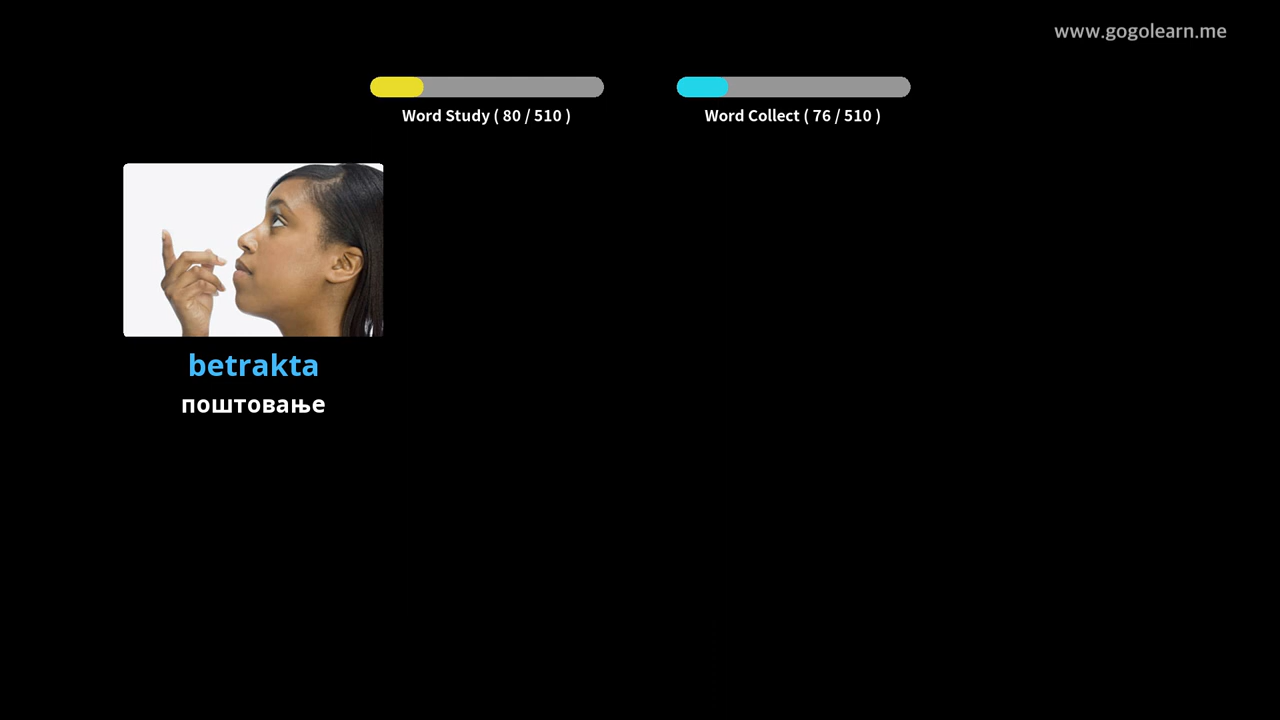 www.gogolearn.me
Word Study ( 80 / 510 )
Word Collect ( 76 / 510 )
betrakta
поштовање